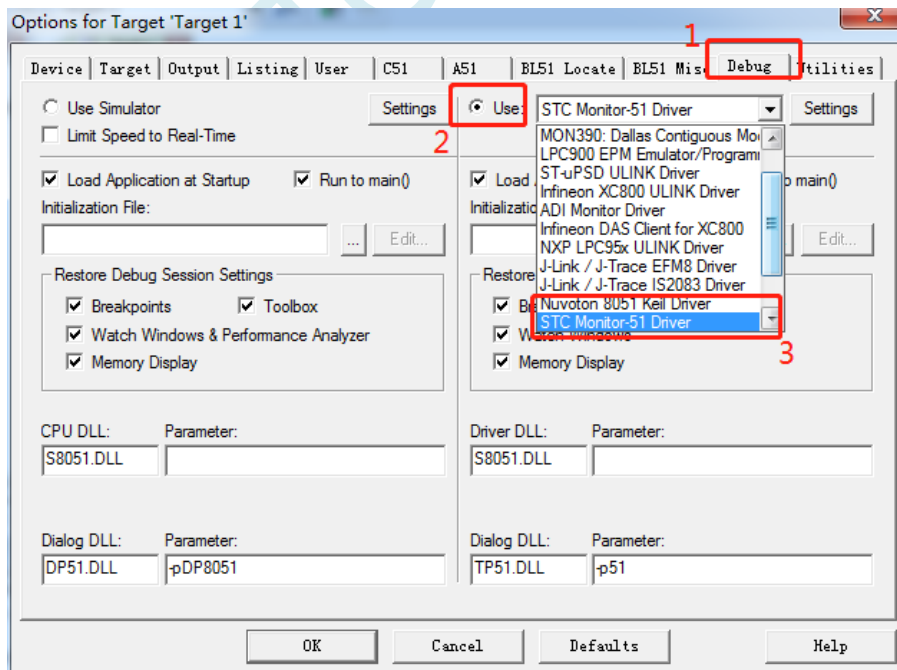 Options for Target 'Target 1'
1
Device Target Output Listing User C51 A51 BL51 Locate BL51 Misc Debug Utilities
Use Simulator Settings Use: STC Monitor-51 Driver Settings
Limit Speed to Real-Time
2
MON390: Dallas Contiguous Mo
LPC900 EPM Emulator/Program
ST-uPSD ULINK Driver
Load Application at Startup Run to main() Load main()
Infineon XC800 ULINK Driver
Initialization File:
ADI Monitor Driver
Infineon DAS Client for XC800
... Edit... Edit...
NXP LPC95x ULINK Driver
J-Link / J-Trace EFM8 Driver
Restore Debug Session Settings Restore
J-Link / J-Trace IS2083 Driver
Breakpoints Toolbox
Nuvoton 8051 Keil Driver
STC Monitor-51 Driver
Watch Windows & Performance Analyzer Watch Windows
3
Memory Display Memory Display
CPU DLL: Parameter: Driver DLL: Parameter:
S8051.DLL S8051.DLL
Dialog DLL: Parameter: Dialog DLL: Parameter:
DP51.DLL -pDP8051 TP51.DLL -p51
OK Cancel Defaults Help